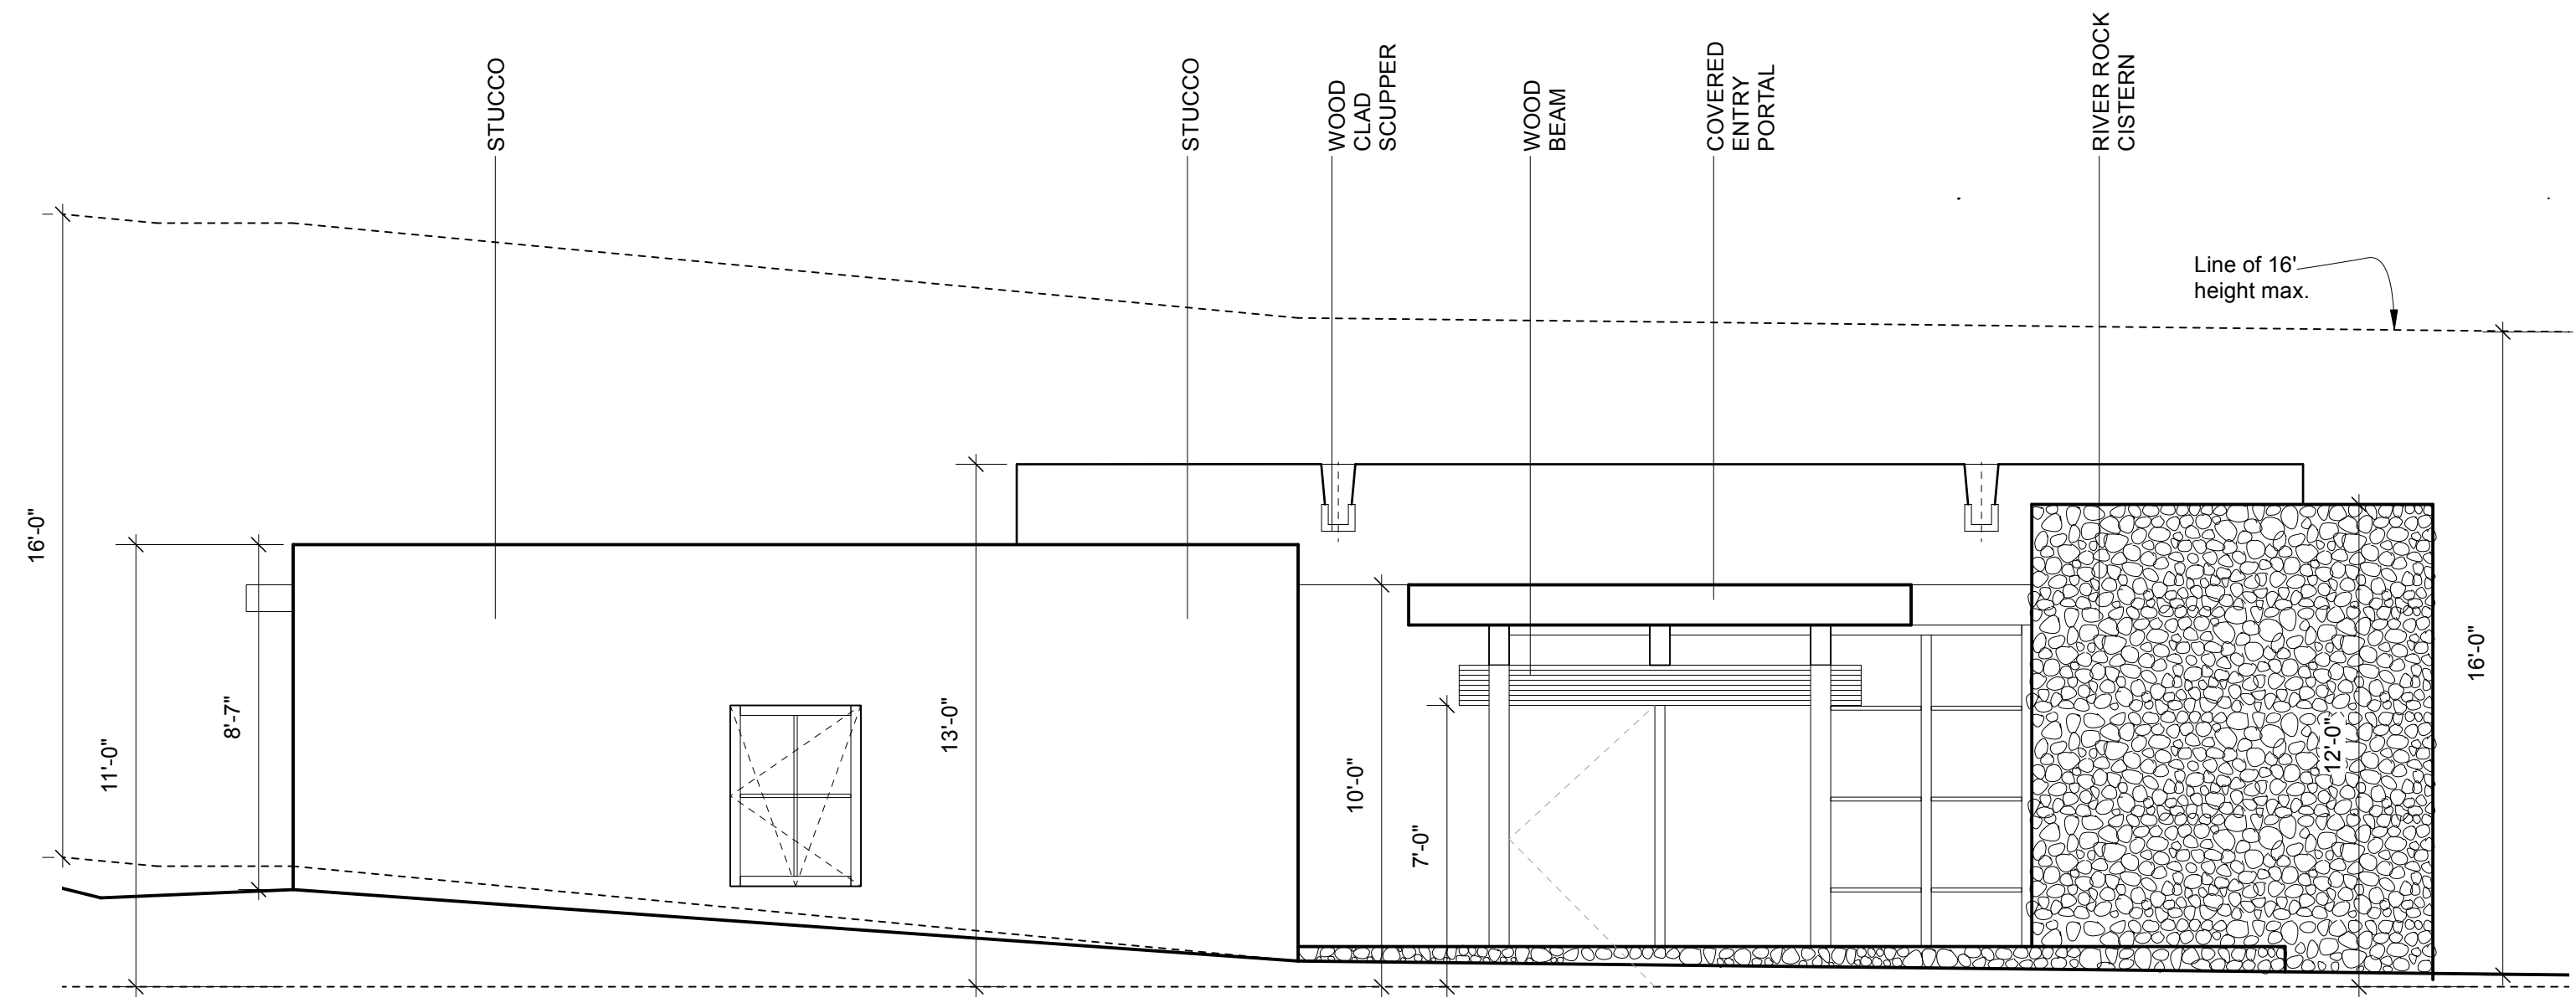 STUCCO
STUCCO
WOOD
CLAD
SCUPPER
WOOD
BEAM
COVERED
ENTRY
PORTAL
RIVER ROCK
CISTERN
Line of 16'
height max.
16'-0"
11'-0"
8'-7"
13'-0"
10'-0"
7'-0"
12'-0"
16'-0"